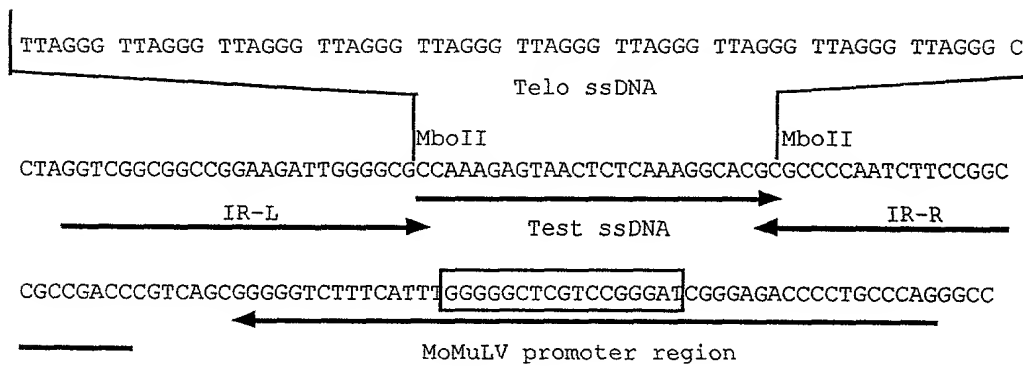 TTAGGG TTAGGG TTAGGG TTAGGG TTAGGG TTAGGG TTAGGG TTAGGG TTAGGG TTAGGG C
Telo ssDNA
MboII MboII
CTAGGTCGGCGGCCGGAAGATTGGGGCGCCAAAGAGTAACTCTCAAAGGCACGCGCCCCAATCTTCCGGC
IR-L Test ssDNA IR-R
CGCCGACCCGTCAGCGGGGGTCTTTCATTTGGGGGCTCGTCCGGGATCGGGAGACCCCTGCCCAGGGCC
MoMuLV promoter region